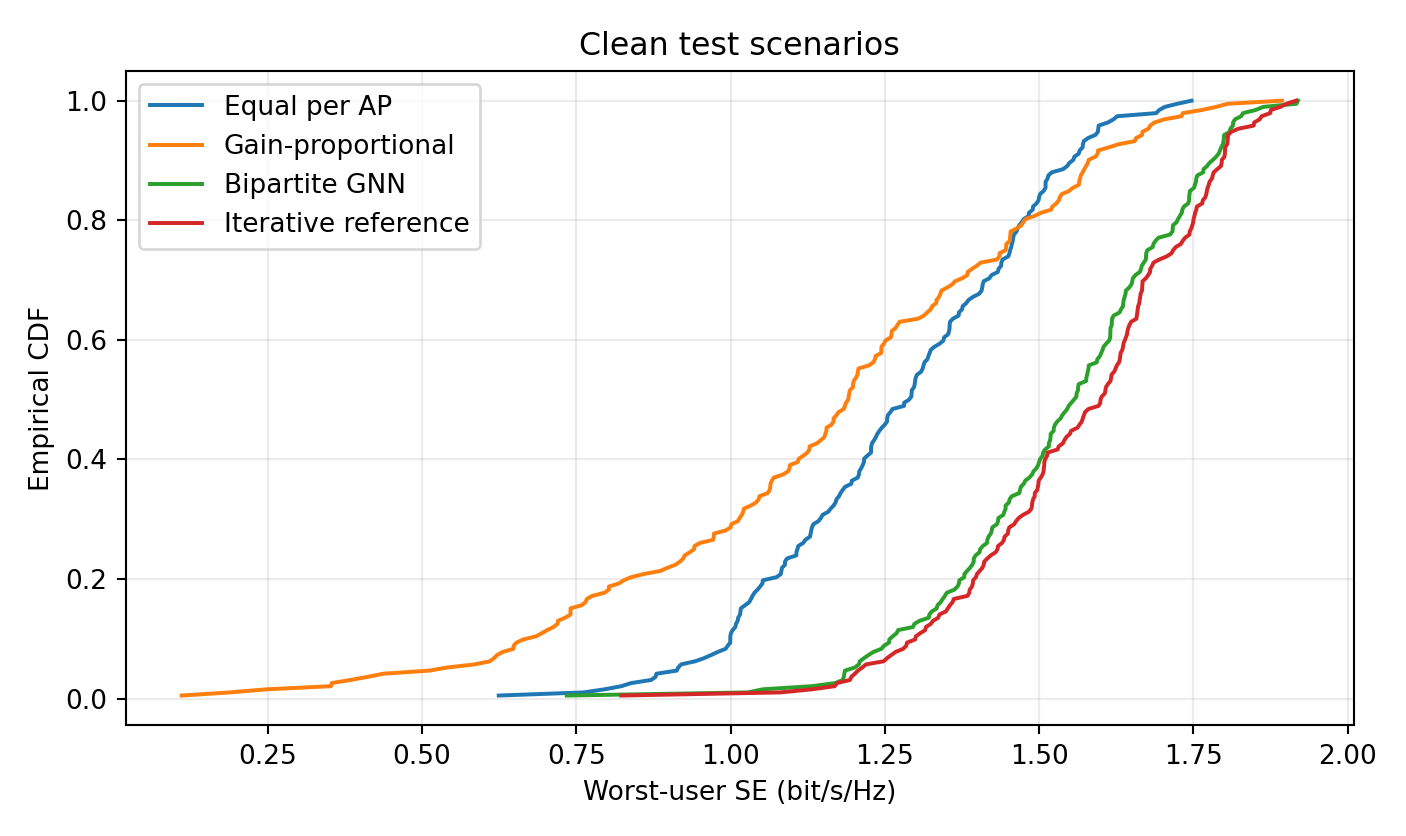 Clean test scenarios
Equal per AP
Gain-proportional
Bipartite GNN
Iterative reference
Empirical CDF
1.0
0.8
0.6
0.4
0.2
0.0
0.25 0.50 0.75 1.00 1.25 1.50 1.75 2.00
Worst-user SE (bit/s/Hz)